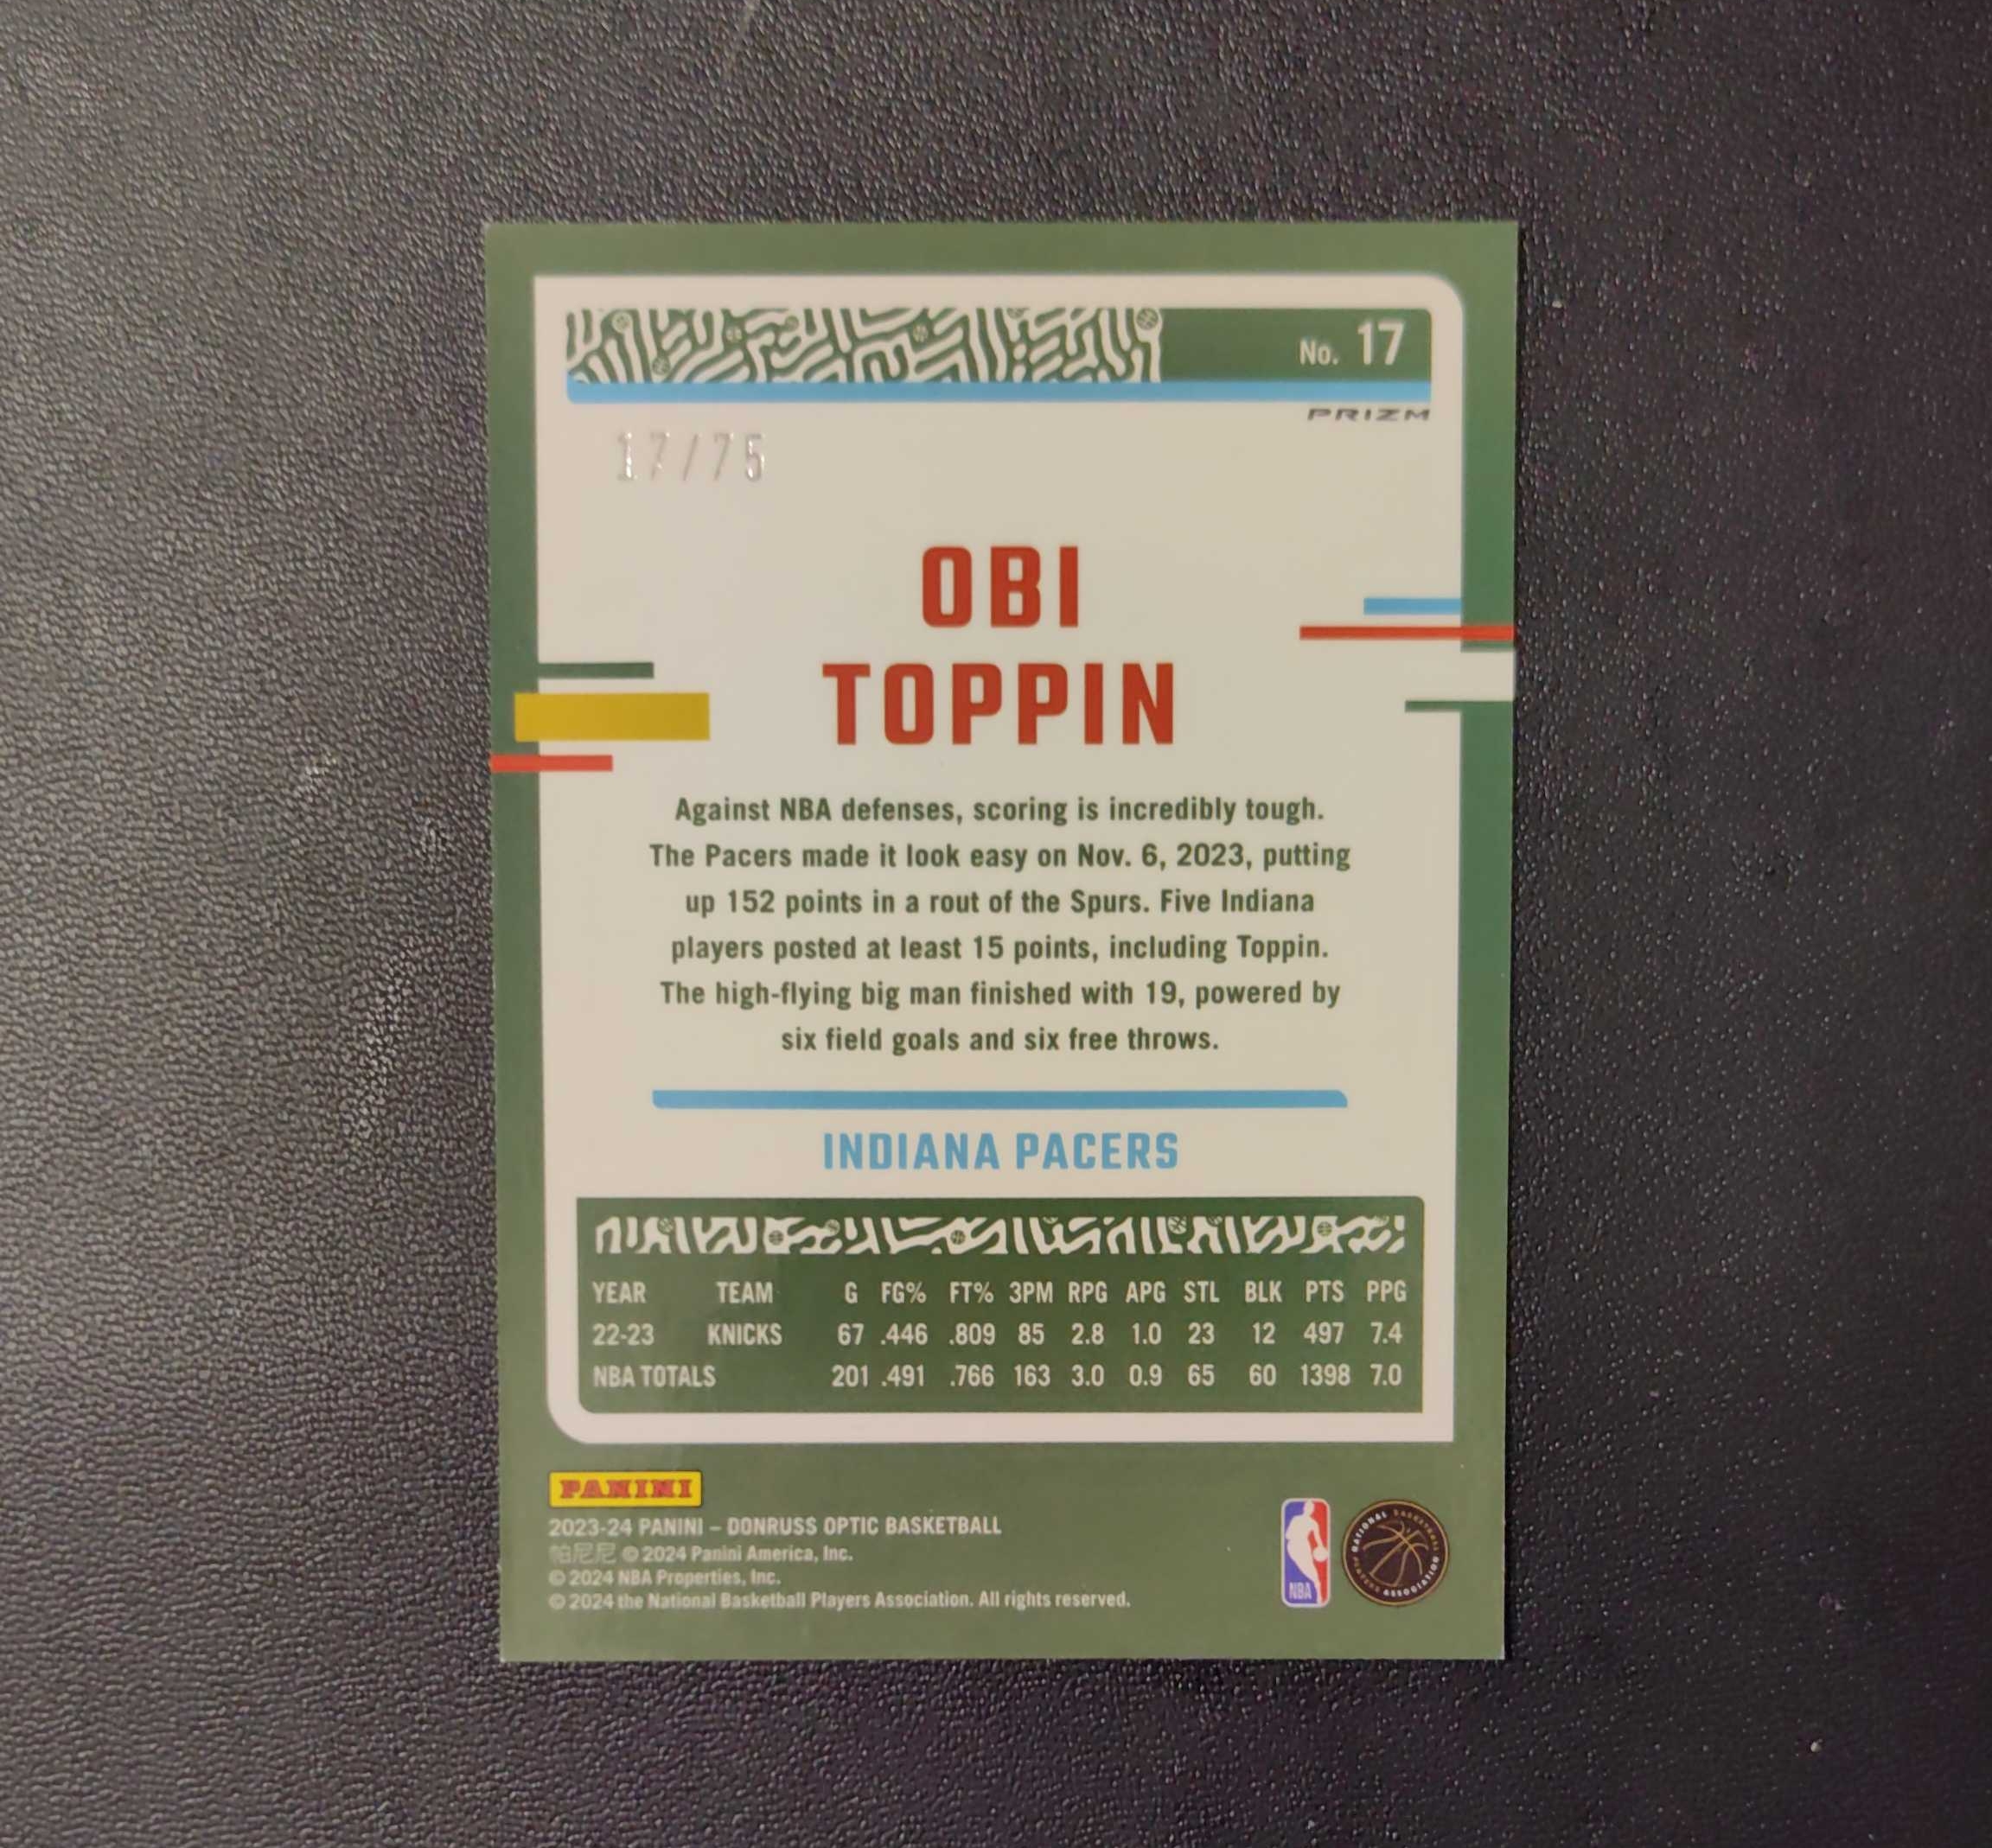 No. 17
PRIZM
17/75
OBI
TOPPIN
Against NBA defenses, scoring is incredibly tough.
The Pacers made it look easy on Nov. 6, 2023, putting
up 152 points in a rout of the Spurs. Five Indiana
players posted at least 15 points, including Toppin.
The high-flying big man finished with 19, powered by
six field goals and six free throws.
INDIANA PACERS
YEAR TEAM G FG% FT% 3PM RPG APG STL BLK PTS PPG
22-23 KNICKS 67 .446 .809 85 2.8 1.0 23 12 497 7.4
NBA TOTALS 201 .491 .766 163 3.0 0.9 65 60 1398 7.0
PANINI
2023-24 PANINI – DONRUSS OPTIC BASKETBALL
帕尼尼 © 2024 Panini America, Inc.
© 2024 NBA Properties, Inc.
© 2024 the National Basketball Players Association. All rights reserved.
NBA
NATIONAL BASKETBALL PLAYERS ASSOCIATION